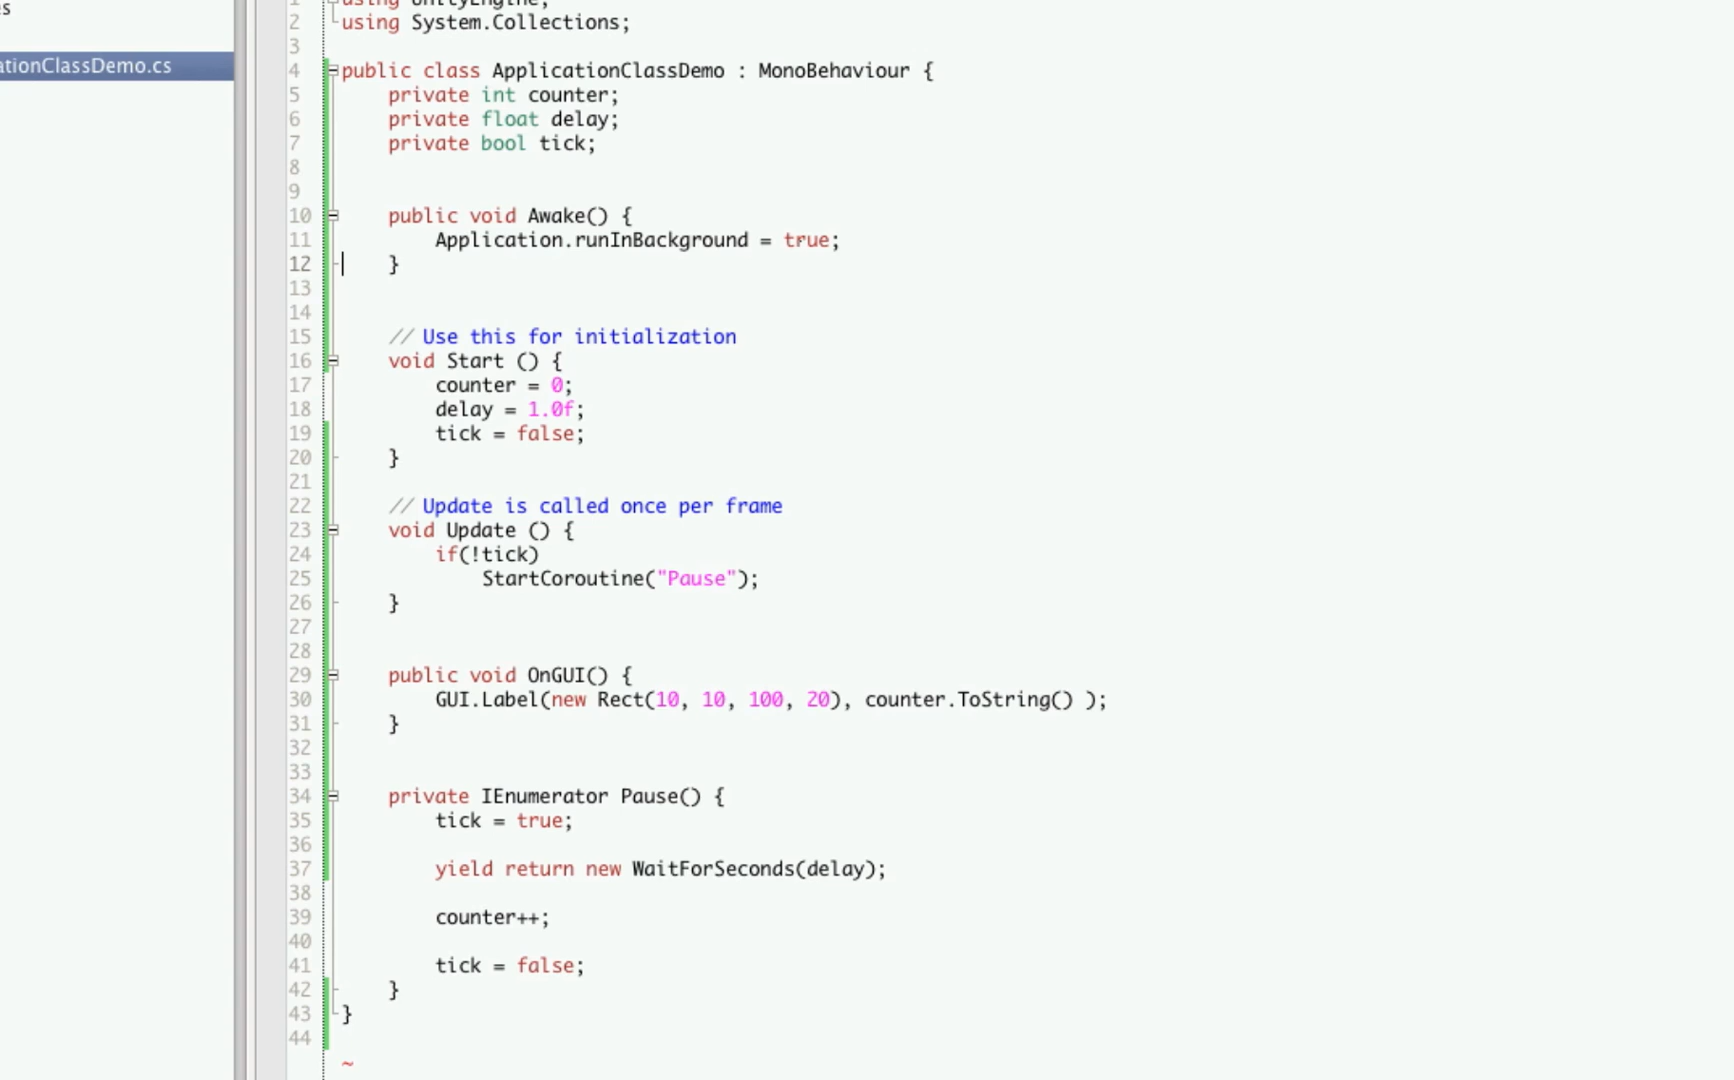 s
ationClassDemo.cs
1 using UnityEngine;
2 using System.Collections;
3
4 public class ApplicationClassDemo : MonoBehaviour {
5 private int counter;
6 private float delay;
7 private bool tick;
8
9
10 public void Awake() {
11 Application.runInBackground = true;
12 }
13
14
15 // Use this for initialization
16 void Start () {
17 counter = 0;
18 delay = 1.0f;
19 tick = false;
20 }
21
22 // Update is called once per frame
23 void Update () {
24 if(!tick)
25 StartCoroutine("Pause");
26 }
27
28
29 public void OnGUI() {
30 GUI.Label(new Rect(10, 10, 100, 20), counter.ToString() );
31 }
32
33
34 private IEnumerator Pause() {
35 tick = true;
36
37 yield return new WaitForSeconds(delay);
38
39 counter++;
40
41 tick = false;
42 }
43 }
44
~